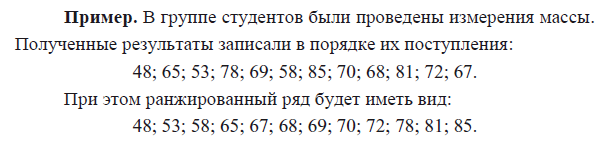 Пример. В группе студентов были проведены измерения массы.
Полученные результаты записали в порядке их поступления:
48; 65; 53; 78; 69; 58; 85; 70; 68; 81; 72; 67.
При этом ранжированный ряд будет иметь вид:
48; 53; 58; 65; 67; 68; 69; 70; 72; 78; 81; 85.